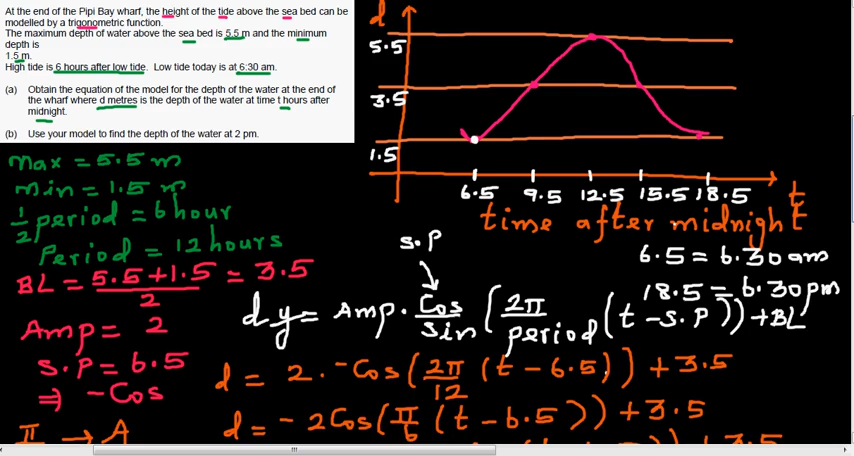 At the end of the Pipi Bay wharf, the height of the tide above the sea bed can be
modelled by a trigonometric function.
The maximum depth of water above the sea bed is 5.5 m and the minimum
depth is
1.5 m.
High tide is 6 hours after low tide. Low tide today is at 6:30 am.
(a) Obtain the equation of the model for the depth of the water at the end of
the wharf where d metres is the depth of the water at time t hours after
midnight.
(b) Use your model to find the depth of the water at 2 pm.
d
5.5
3.5
1.5
6.5 9.5 12.5 15.5 18.5 t
time after midnight
6.5 = 6.30am
18.5 = 6.30pm
Max = 5.5 m
min = 1.5 m
1/2 period = 6 hour
Period = 12 hours
BL = 5.5+1.5/2 = 3.5
Amp = 2
S.P = 6.5
⇒ -Cos
π → A
S.P
d y = Amp. Cos/Sin (2π/period (t - S.P)) + BL
d = 2. -Cos(2π/12 (t - 6.5)) + 3.5
d = - 2Cos(π/6 (t - 6.5)) + 3.5